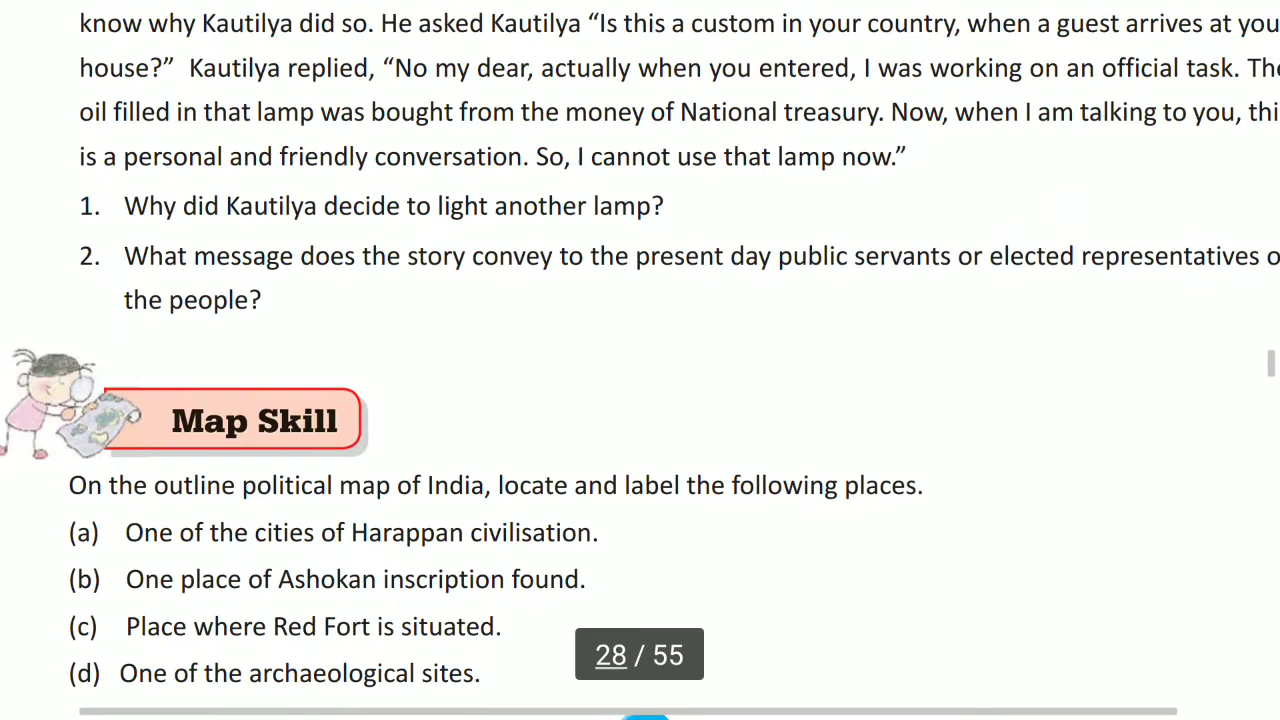 know why Kautilya did so. He asked Kautilya “Is this a custom in your country, when a guest arrives at you
house?” Kautilya replied, “No my dear, actually when you entered, I was working on an official task. The
oil filled in that lamp was bought from the money of National treasury. Now, when I am talking to you, thi
is a personal and friendly conversation. So, I cannot use that lamp now.”
1. Why did Kautilya decide to light another lamp?
2. What message does the story convey to the present day public servants or elected representatives o
the people?
Map Skill
On the outline political map of India, locate and label the following places.
(a) One of the cities of Harappan civilisation.
(b) One place of Ashokan inscription found.
(c) Place where Red Fort is situated.
(d) One of the archaeological sites.
28 / 55